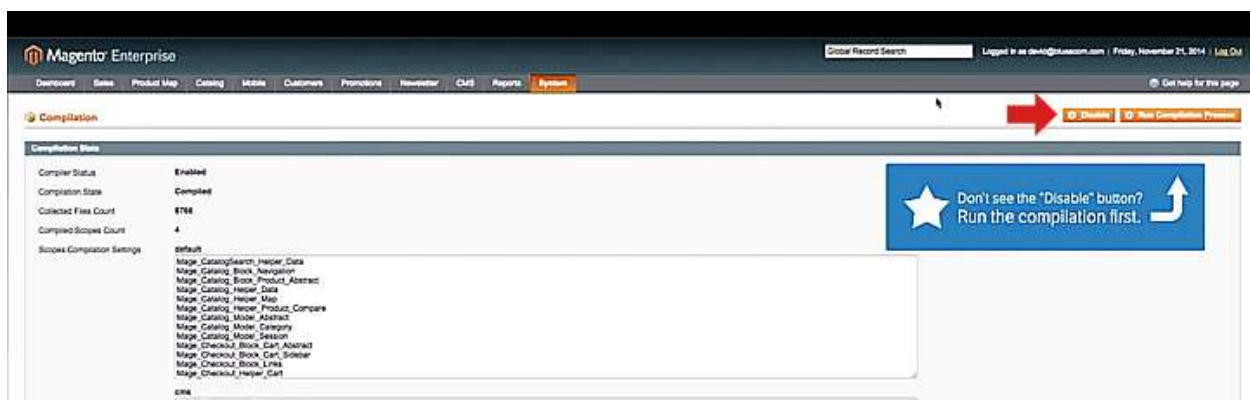 Magento Enterprise
Global Record Search
Logged in as david@blueacorn.com | Friday, November 21, 2014 | Log Out
Dashboard Sales Product Map Catalog Mobile Customers Promotions Newsletter CMS Reports System
Get help for this page
Compilation
Disable
Run Compilation Process
Compilation State
Compiler Status Enabled
Compilation State Compiled
Collected Files Count 8766
Compiled Scopes Count 4
Scopes Compilation Settings default
Mage_CatalogSearch_Helper_Data
Mage_Catalog_Block_Navigation
Mage_Catalog_Block_Product_Abstract
Mage_Catalog_Helper_Data
Mage_Catalog_Helper_Map
Mage_Catalog_Helper_Product_Compare
Mage_Catalog_Model_Abstract
Mage_Catalog_Model_Category
Mage_Catalog_Model_Session
Mage_Checkout_Block_Cart_Abstract
Mage_Checkout_Block_Cart_Sidebar
Mage_Checkout_Block_Links
Mage_Checkout_Helper_Cart
cms
Don't see the "Disable" button?
Run the compilation first.